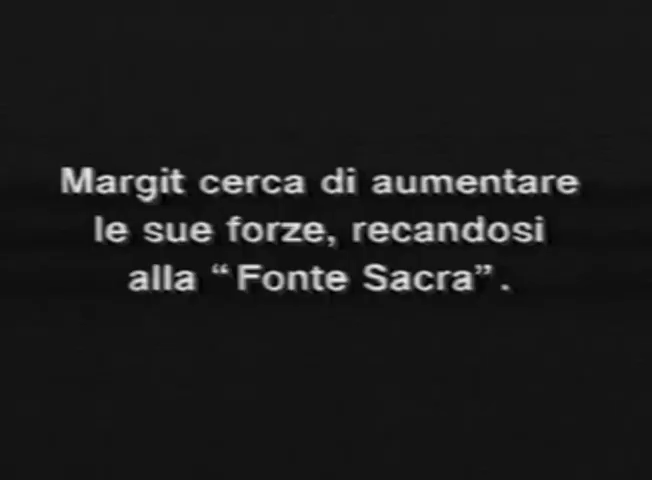 Margit cerca di aumentare
le sue forze, recandosi
alla “Fonte Sacra”.